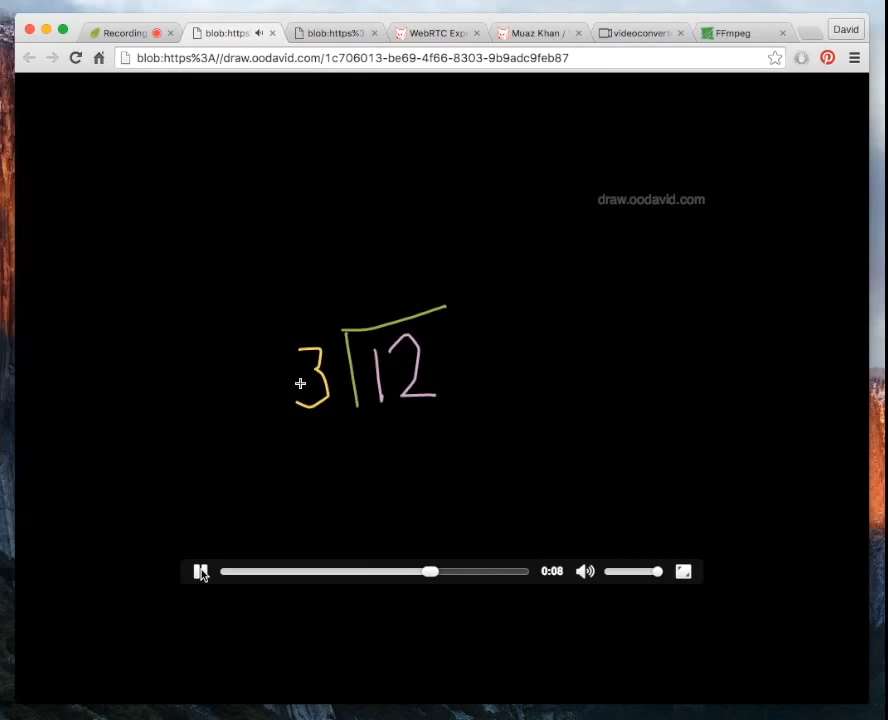 Recording
blob:https:
blob:https%3
WebRTC Exp
Muaz Khan /
videoconvert
FFmpeg
David
blob:https%3A//draw.oodavid.com/1c706013-be69-4f66-8303-9b9adc9feb87
draw.oodavid.com
3 12
0:08